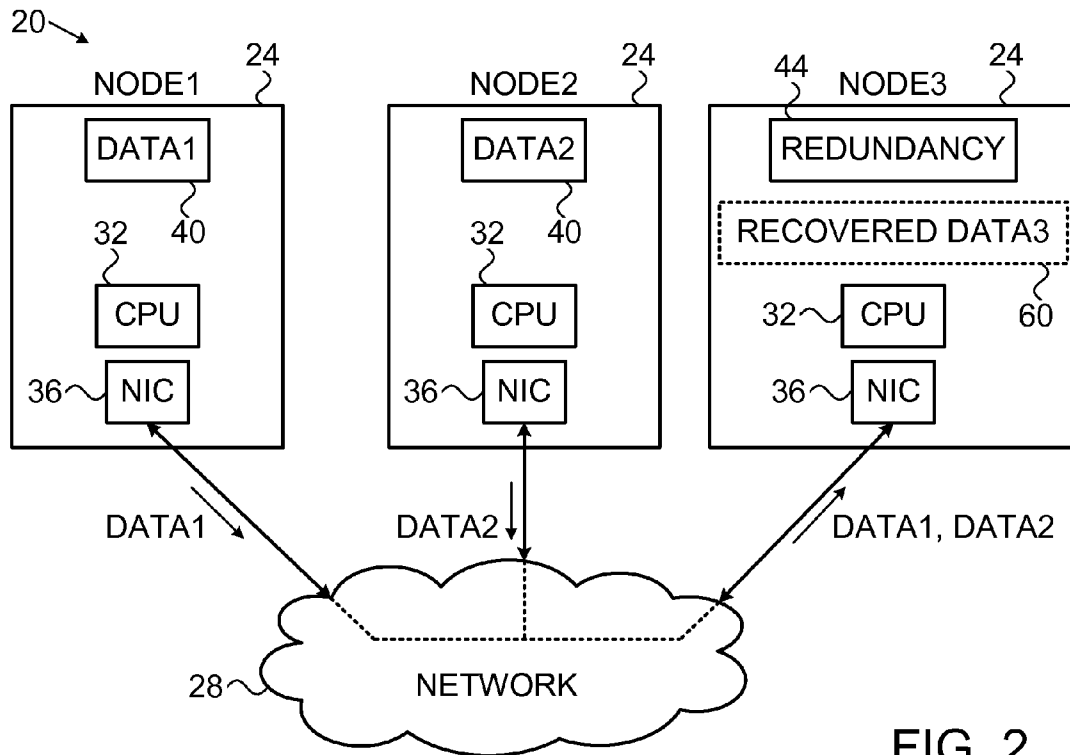 20
24
NODE1
24
NODE2
44
24
NODE3
DATA1
DATA2
REDUNDANCY
40
40
RECOVERED DATA3
32
32
CPU
CPU
32
CPU
60
36
NIC
36
NIC
36
NIC
DATA1
DATA2
DATA1, DATA2
28
NETWORK
FIG. 2